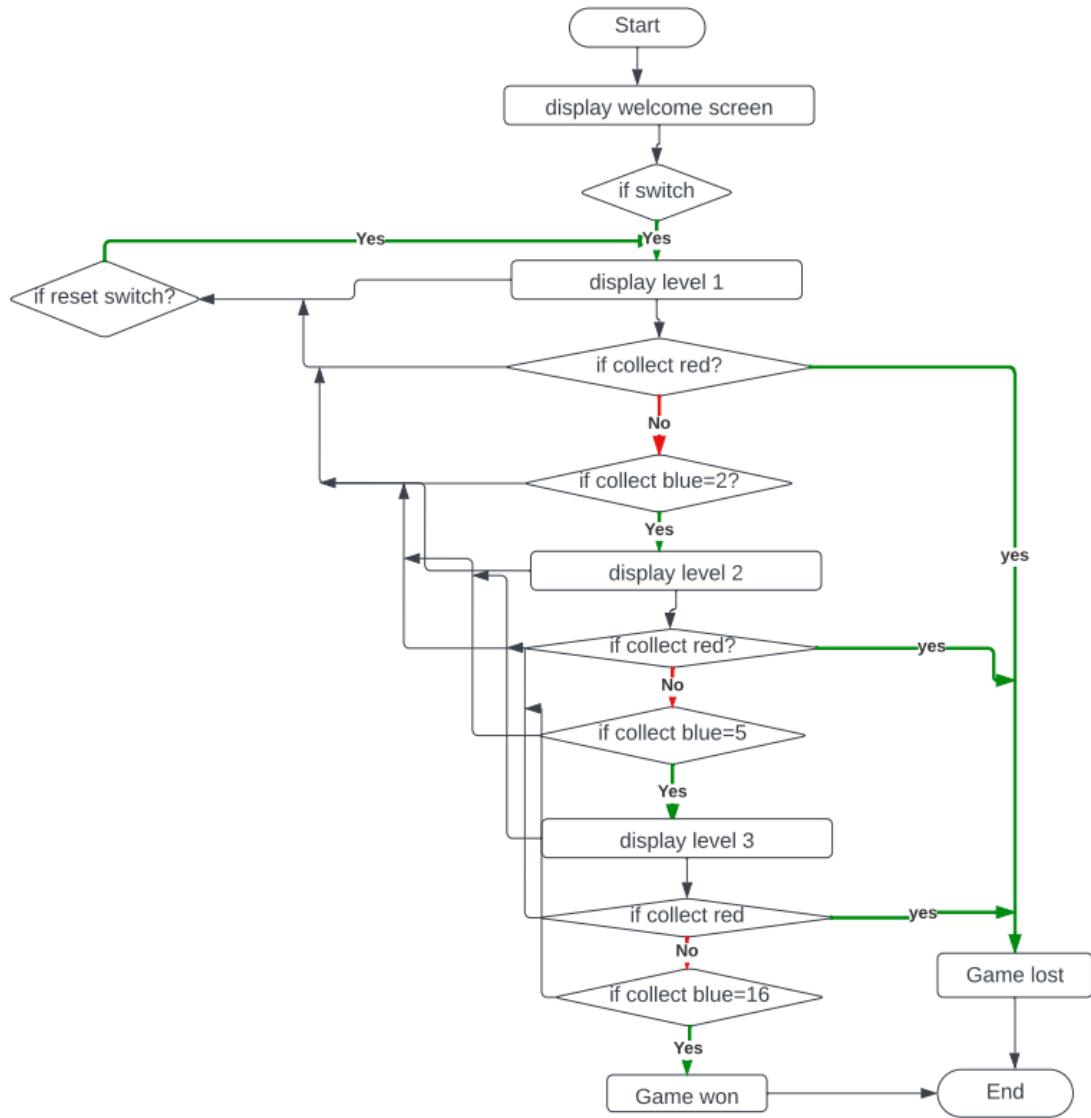 Start
display welcome screen
if switch
Yes
Yes
if reset switch?
display level 1
if collect red?
No
if collect blue=2?
Yes
yes
display level 2
if collect red?
yes
No
if collect blue=5
Yes
display level 3
if collect red
yes
No
Game lost
if collect blue=16
Yes
Game won
End